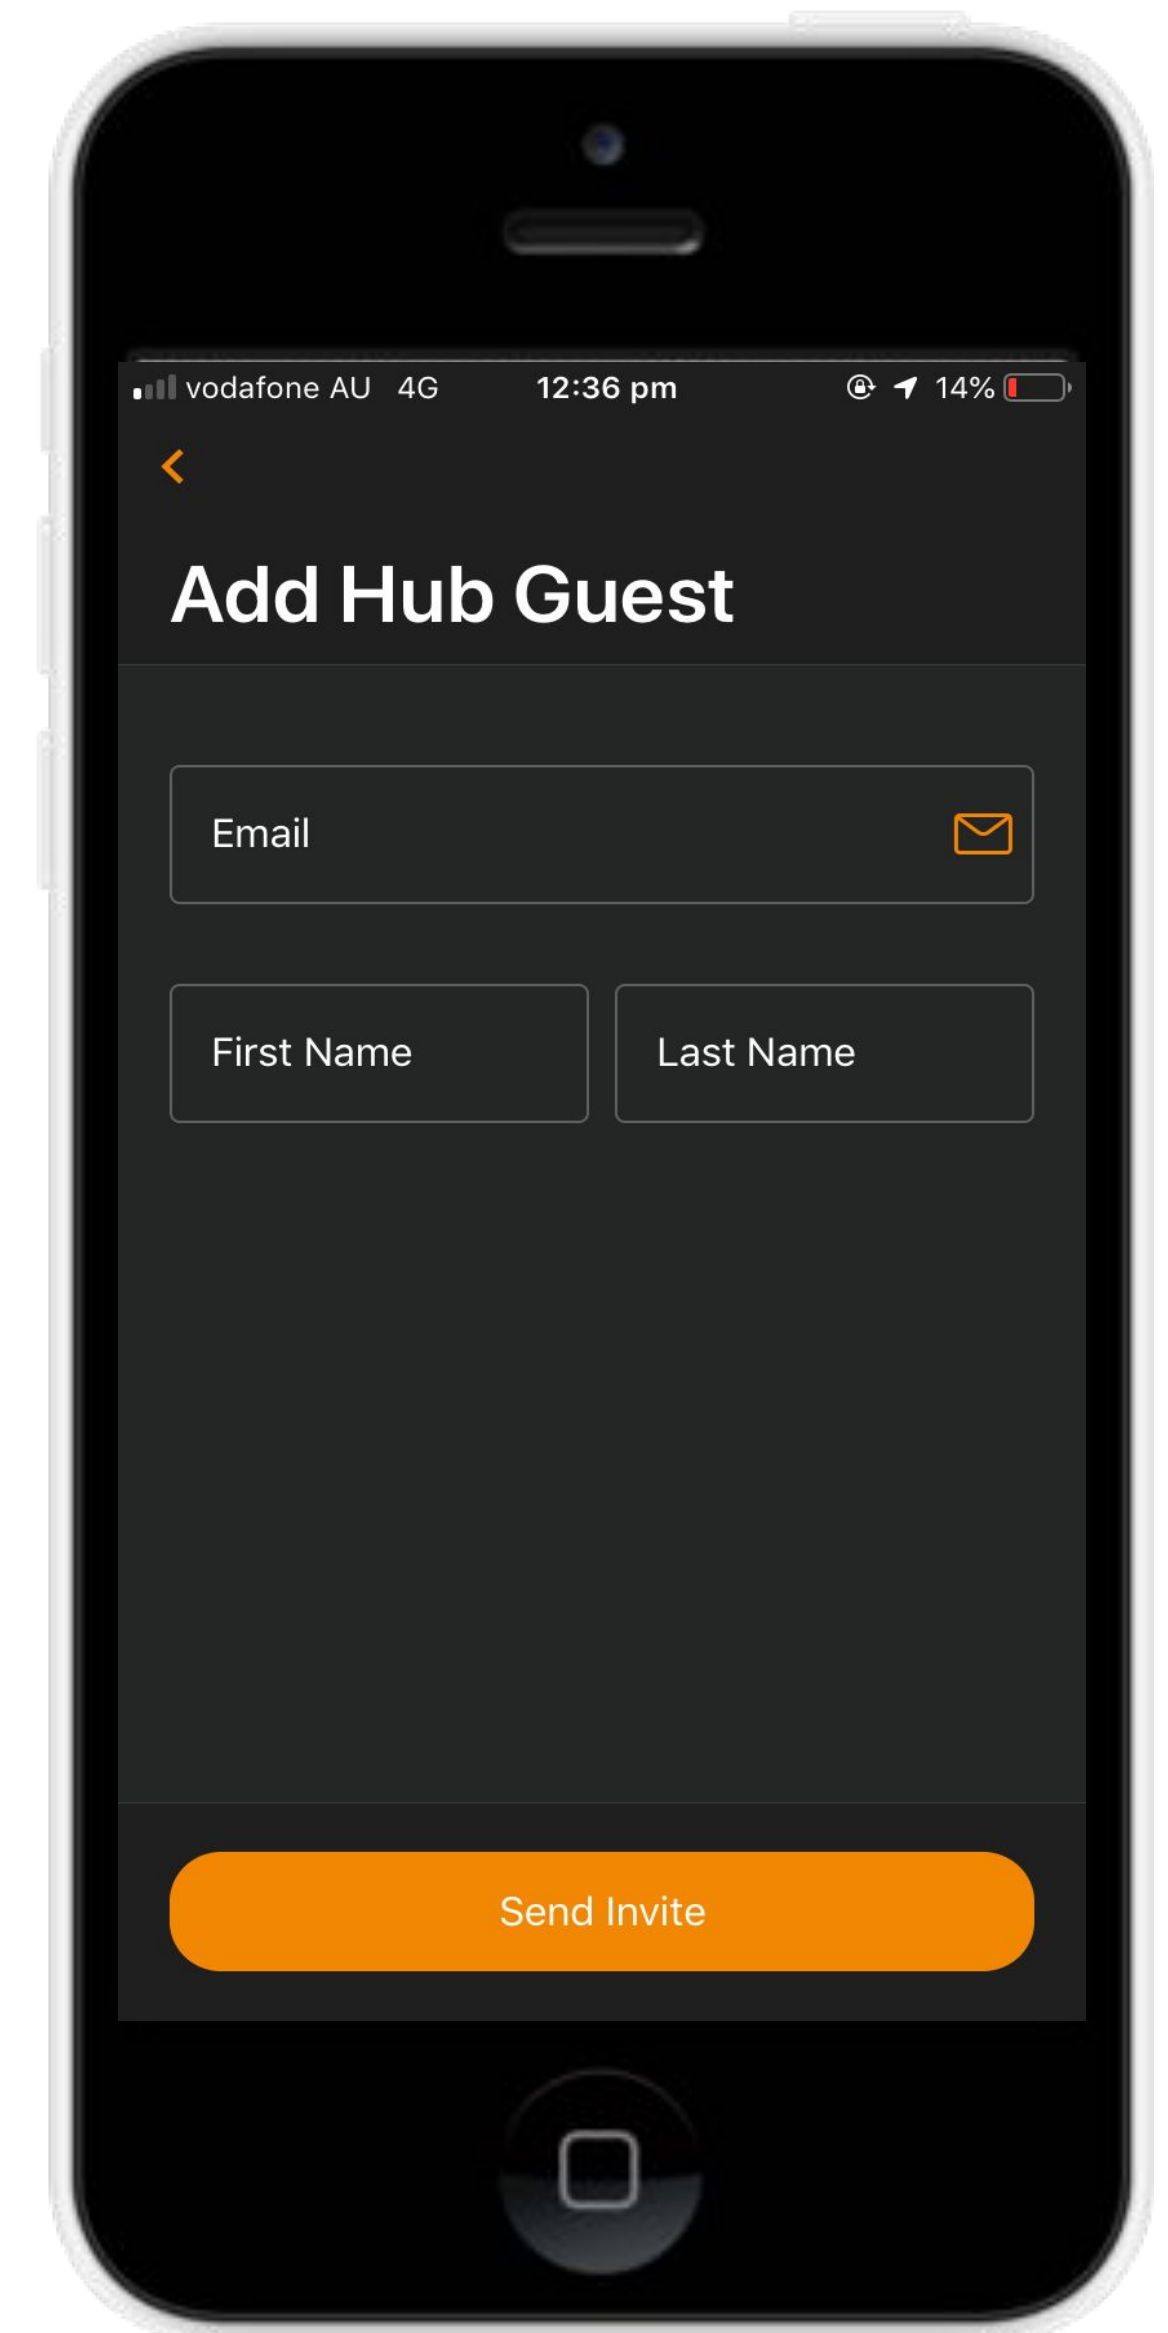 vodafone AU 4G 12:36 pm 14%
Add Hub Guest
Email
First Name Last Name
Send Invite